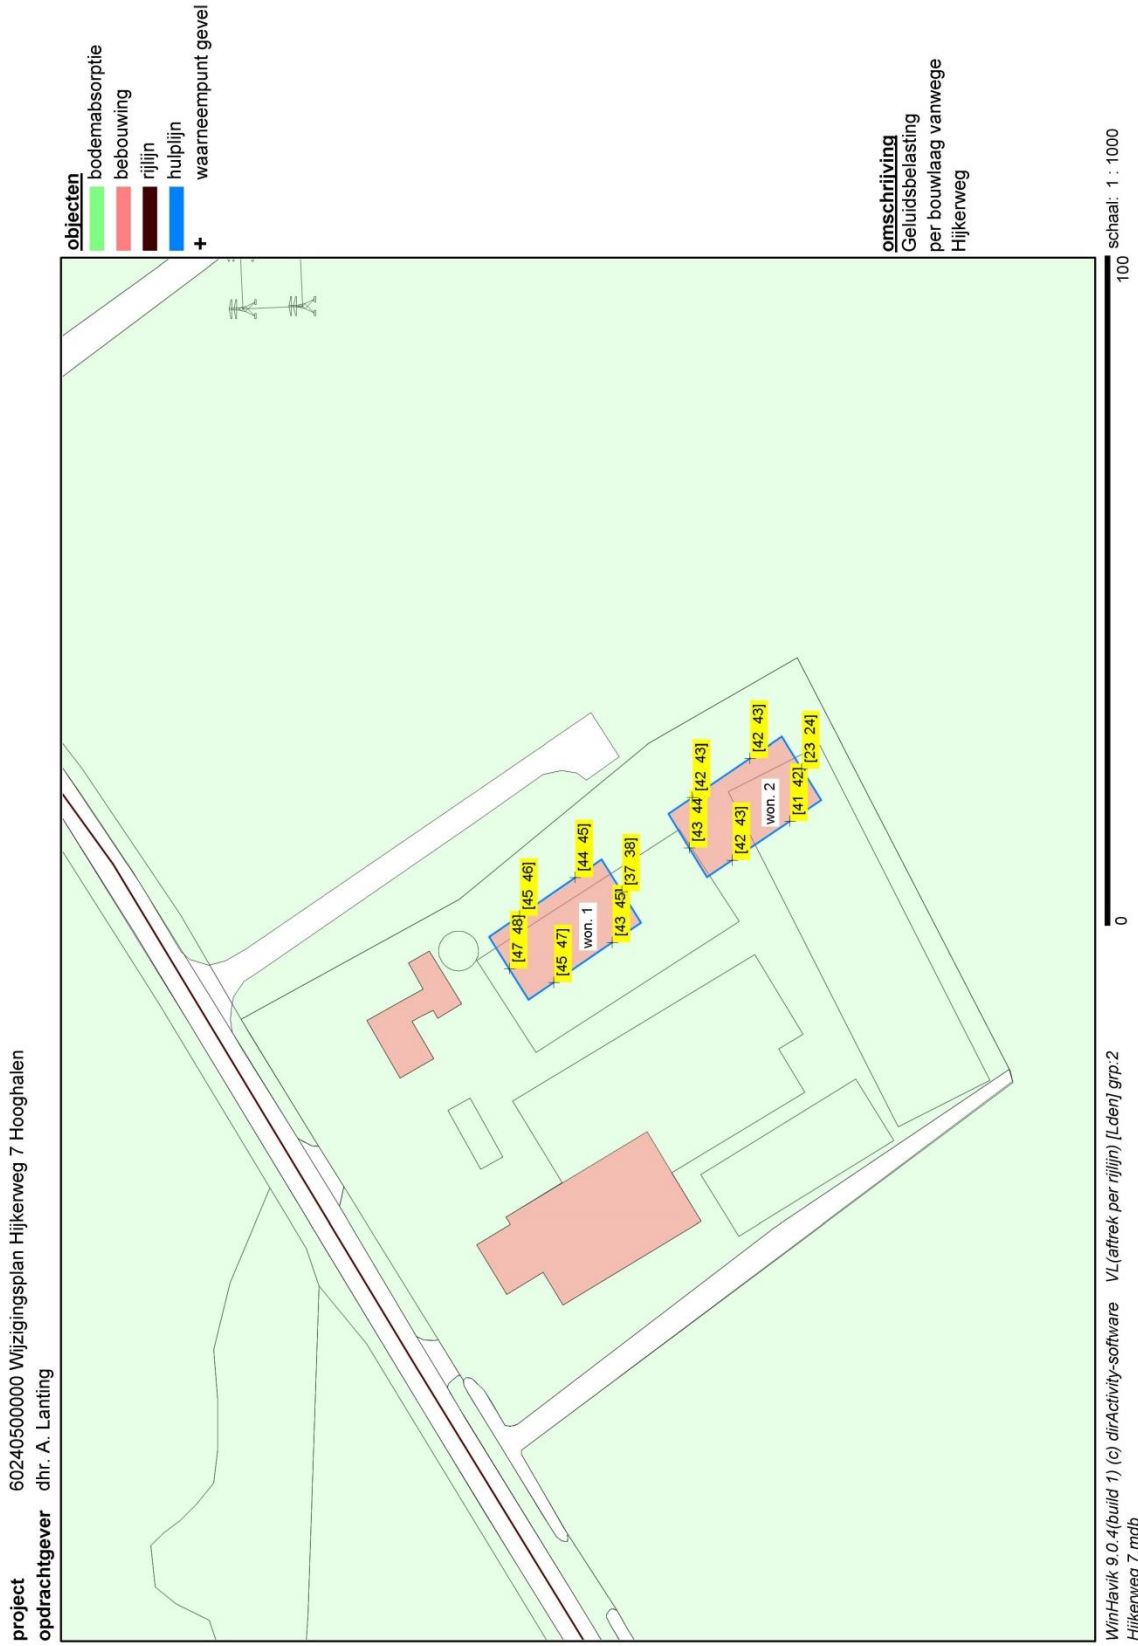 project 60240500000 Wijzigingsplan Hijkerweg 7 Hooghalen
opdrachtgever dhr. A. Lanting
objecten
bodemabsorptie
bebouwing
rijlijn
hulplijn
+ waarneempunt gevel
[47 48]
[45 46]
[45 47]
[44 45]
won. 1
[43 45]
[37 38]
[43 44]
[42 43]
[42 43]
[42 43]
won. 2
[41 42]
[23 24]
omschrijving
Geluidsbelasting
per bouwlaag vanwege
Hijkerweg
0 100 schaal: 1 : 1000
WinHavik 9.0.4(build 1) (c) dirActivity-software VL(aftrek per rijlijn) [Lden] grp:2
Hijkerweg 7.mdb